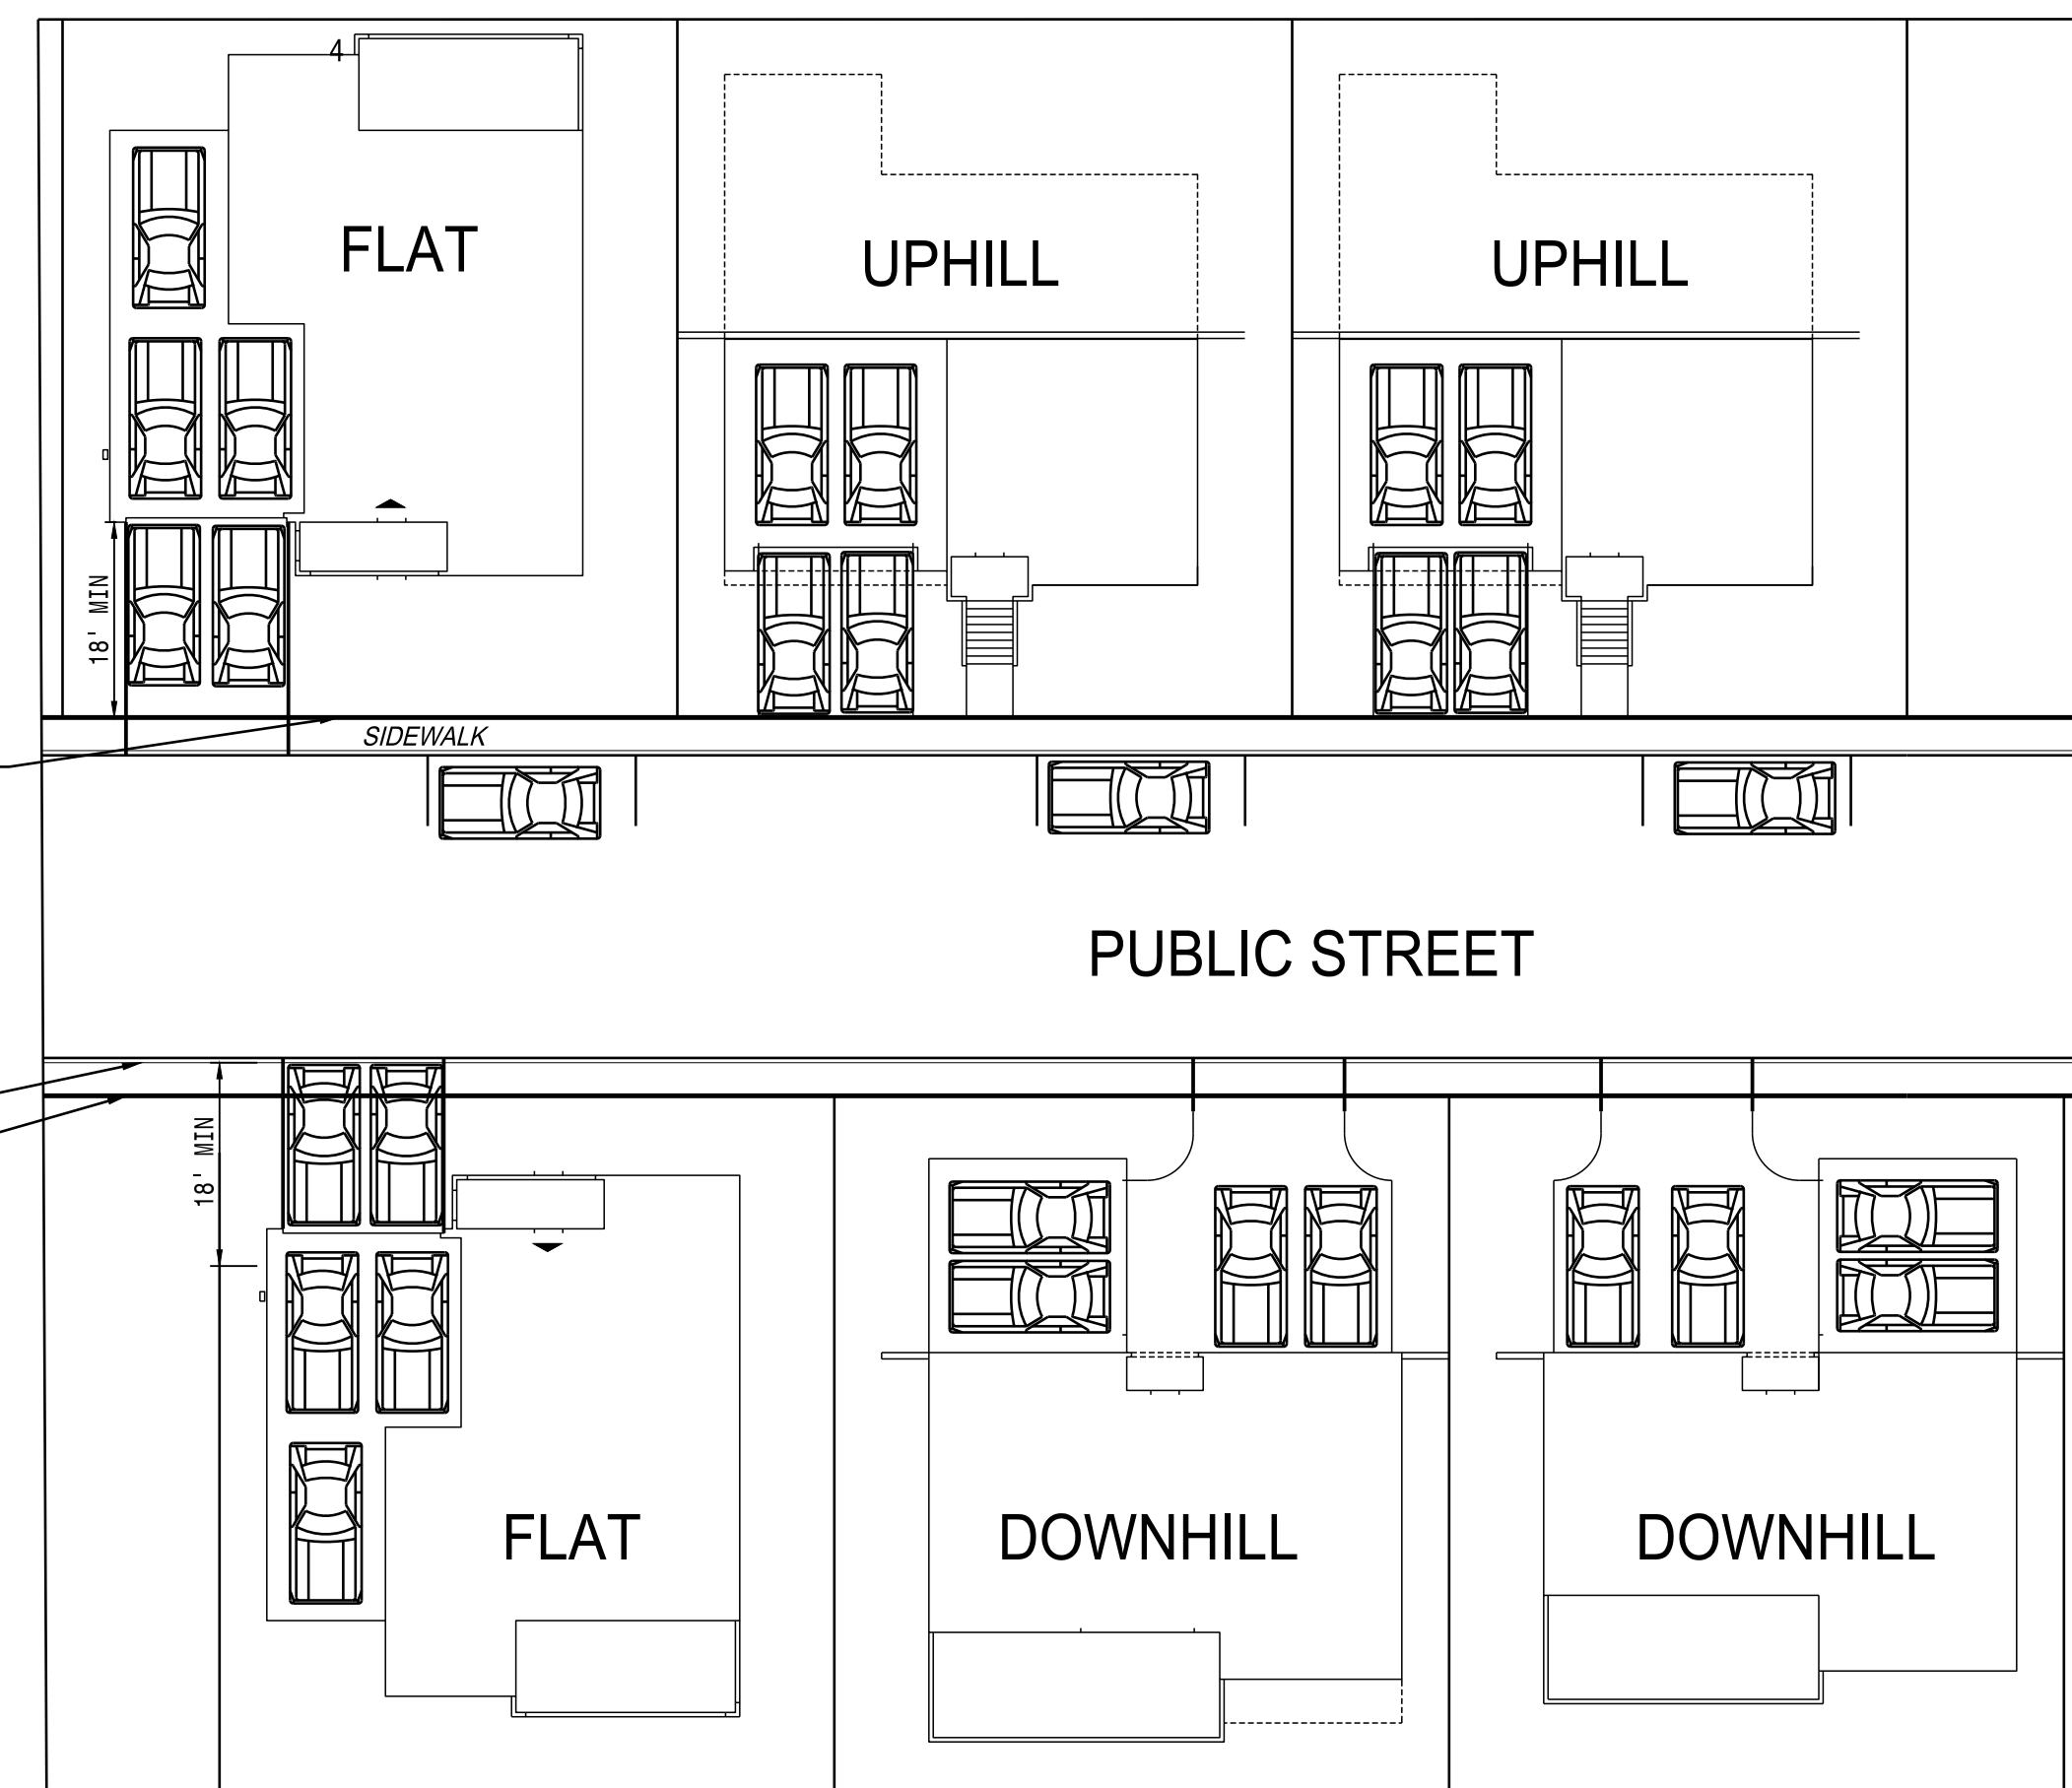 4
FLAT
UPHILL
UPHILL
18' MIN
SIDEWALK
PUBLIC STREET
18' MIN
FLAT
DOWNHILL
DOWNHILL